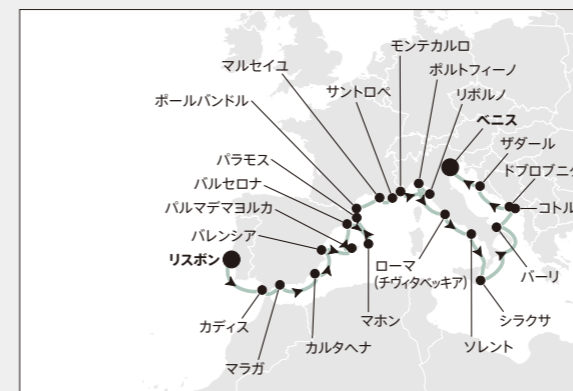 モンテカルロ
マルセイユ
ポルトフィーノ
サントロペ
リボルノ
ポールバンドル
ベニス
ザダール
パラモス
ドブロブニク
バルセロナ
コトル
パルマデマヨルカ
バレンシア
リスボン
ローマ
(チヴィタベッキア)
バーリ
カディス
マホン
シラクサ
カルタヘナ
ソレント
マラガ